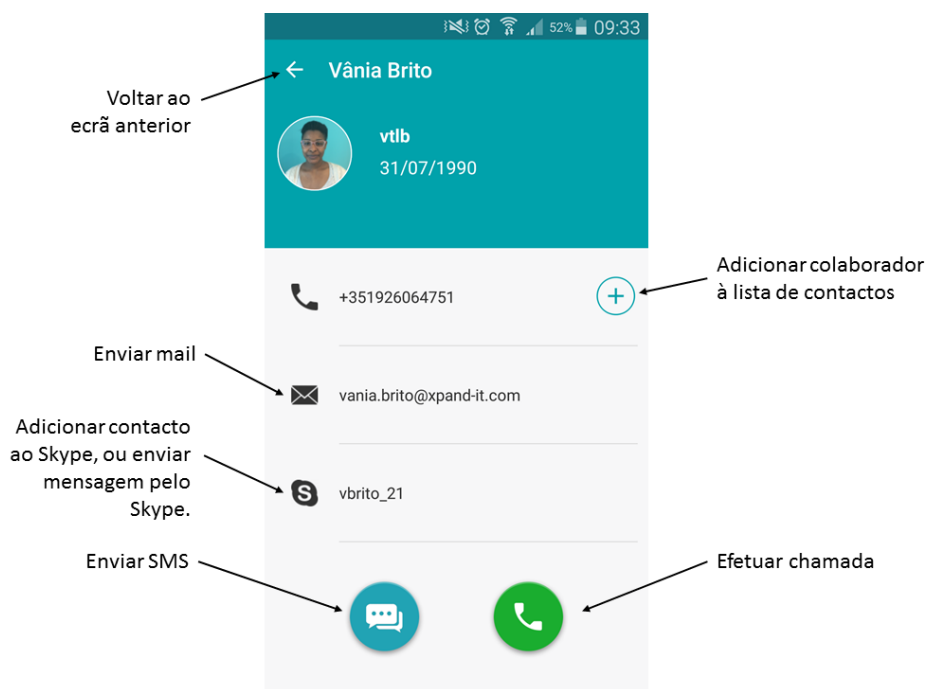 52% 09:33
Vânia Brito
Voltar ao
ecrã anterior
vtlb
31/07/1990
Adicionar colaborador
à lista de contactos
+351926064751
Enviar mail
vania.brito@xpand-it.com
Adicionar contacto
ao Skype, ou enviar
mensagem pelo
Skype.
vbrito_21
Enviar SMS
Efetuar chamada